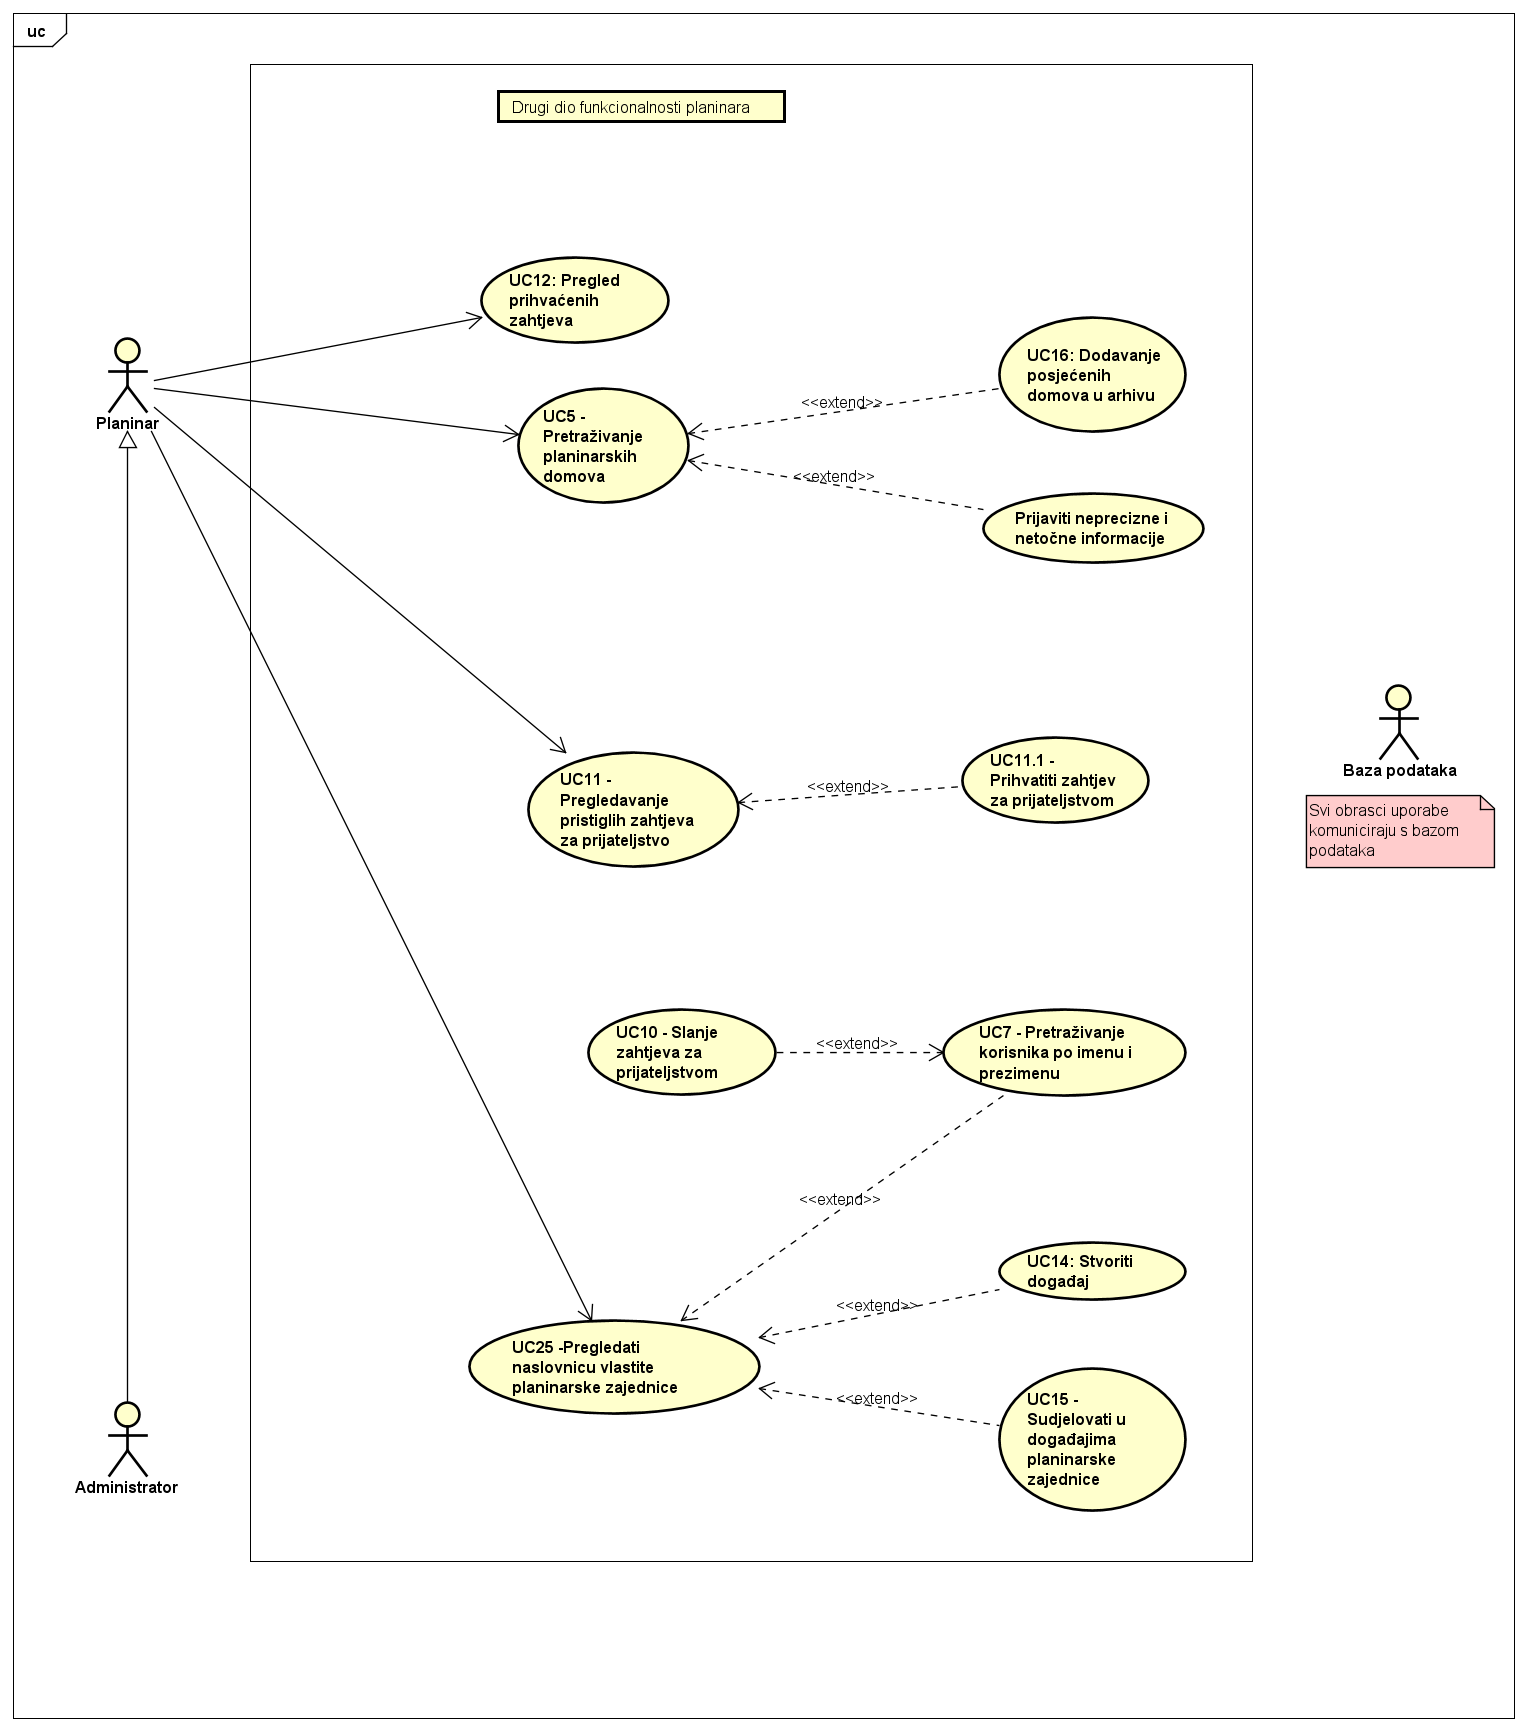 uc
Drugi dio funkcionalnosti planinara
UC12: Pregled
prihvaćenih
zahtjeva
UC16: Dodavanje
posjećenih
domova u arhivu
Planinar
UC5 -
Pretraživanje
planinarskih
domova
<<extend>>
<<extend>>
Prijaviti neprecizne i
netočne informacije
UC11 -
Pregledavanje
pristiglih zahtjeva
za prijateljstvo
<<extend>>
UC11.1 -
Prihvatiti zahtjev
za prijateljstvom
Baza podataka
Svi obrasci uporabe
komuniciraju s bazom
podataka
UC10 - Slanje
zahtjeva za
prijateljstvom
<<extend>>
UC7 - Pretraživanje
korisnika po imenu i
prezimenu
<<extend>>
UC14: Stvoriti
događaj
<<extend>>
UC25 -Pregledati
naslovnicu vlastite
planinarske zajednice
<<extend>>
UC15 -
Sudjelovati u
događajima
planinarske
zajednice
Administrator